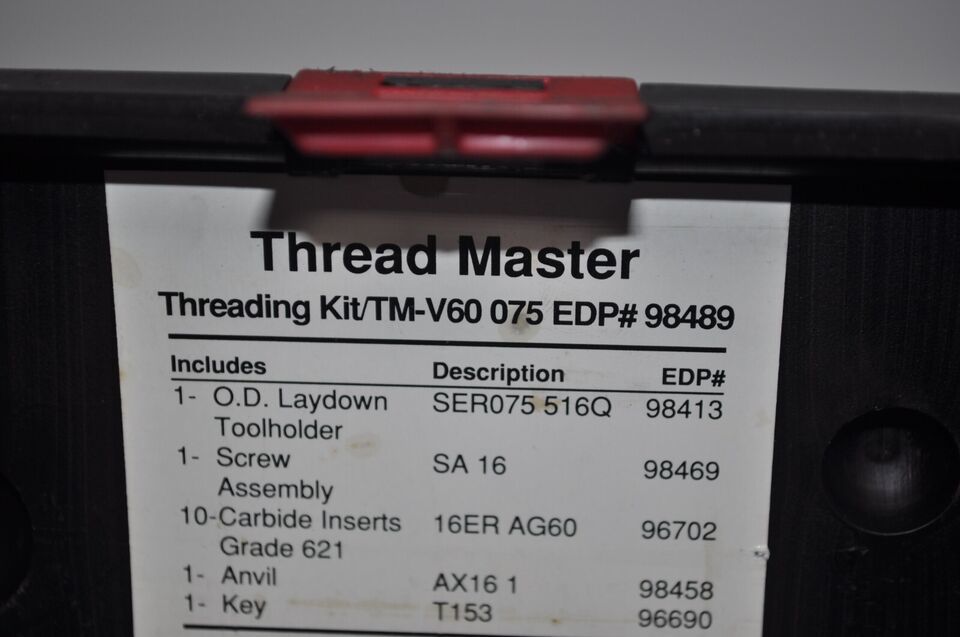 Thread Master
Threading Kit/TM-V60 075 EDP# 98489
Includes Description EDP#
1- O.D. Laydown SER075 516Q 98413
Toolholder
1- Screw SA 16 98469
Assembly
10-Carbide Inserts 16ER AG60 96702
Grade 621
1- Anvil AX16 1 98458
1- Key T153 96690